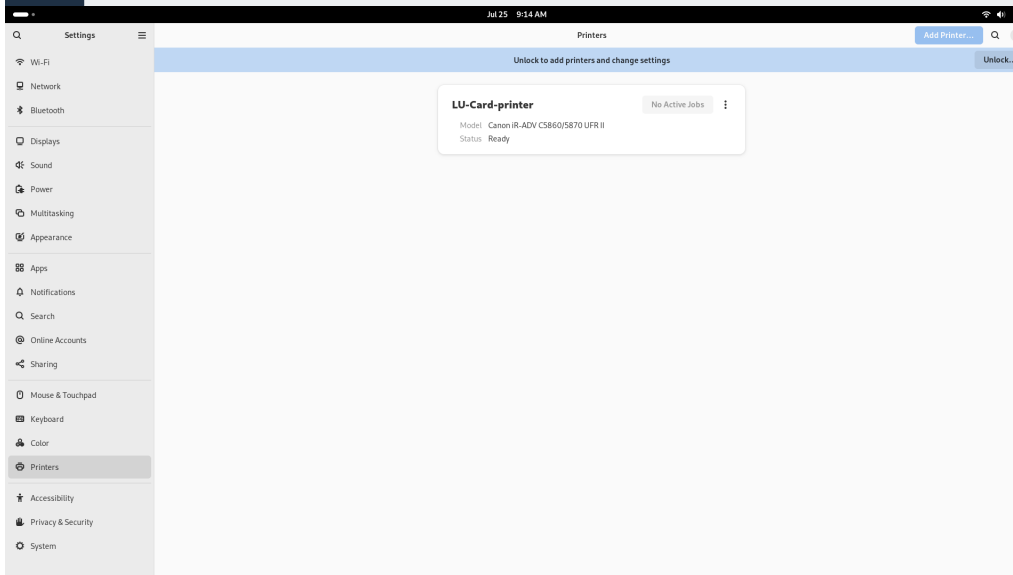 Jul 25 9:14 AM
Settings
Printers
Add Printer...
Unlock to add printers and change settings
Unlock...
Wi-Fi
Network
Bluetooth
Displays
Sound
Power
Multitasking
Appearance
Apps
Notifications
Search
Online Accounts
Sharing
Mouse & Touchpad
Keyboard
Color
Printers
Accessibility
Privacy & Security
System
LU-Card-printer
No Active Jobs
Model Canon iR-ADV C5860/5870 UFR II
Status Ready